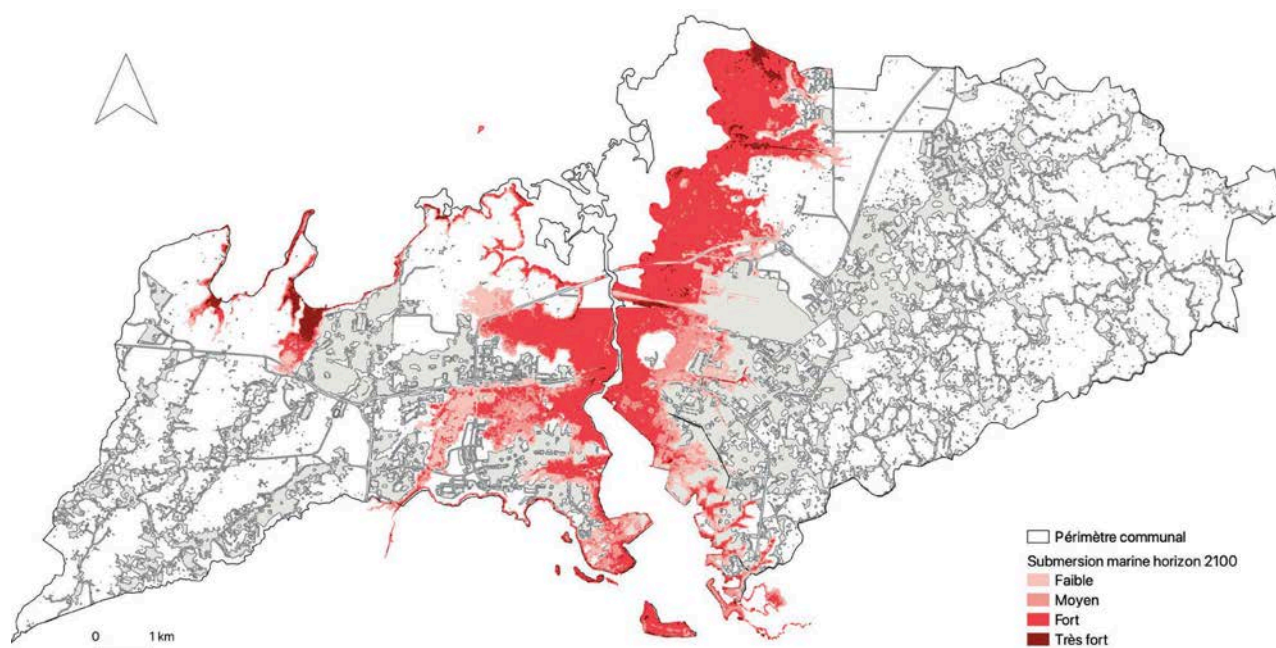 Périmètre communal
Submersion marine horizon 2100
Faible
Moyen
Fort
Très fort
0 1 km